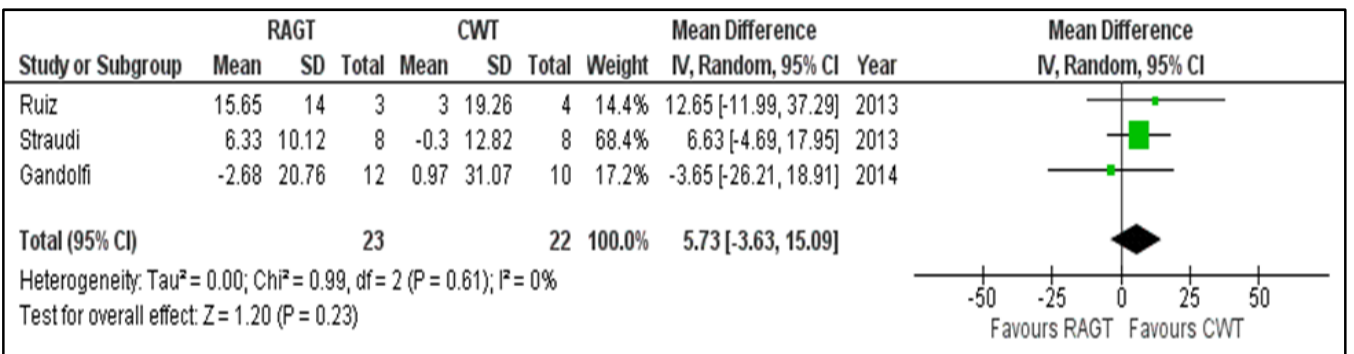 RAGT CWT Mean Difference Mean Difference
Study or Subgroup Mean SD Total Mean SD Total Weight IV, Random, 95% CI Year IV, Random, 95% CI
Ruiz 15.65 14 3 3 19.26 4 14.4% 12.65 [-11.99, 37.29] 2013
Straudi 6.33 10.12 8 -0.3 12.82 8 68.4% 6.63 [-4.69, 17.95] 2013
Gandolfi -2.68 20.76 12 0.97 31.07 10 17.2% -3.65 [-26.21, 18.91] 2014
Total (95% CI) 23 22 100.0% 5.73 [-3.63, 15.09]
Heterogeneity: Tau² = 0.00; Chi² = 0.99, df = 2 (P = 0.61); I² = 0%
Test for overall effect: Z = 1.20 (P = 0.23)
-50 -25 0 25 50
Favours RAGT Favours CWT